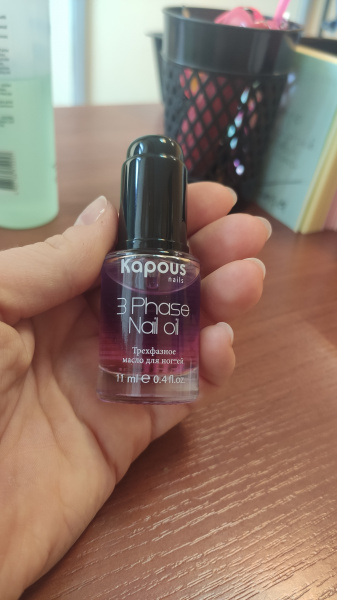 Kapous
nails
3 Phase
Nail oil
Трехфазное
масло для ногтей
11 ml e 0.4 fl.oz.